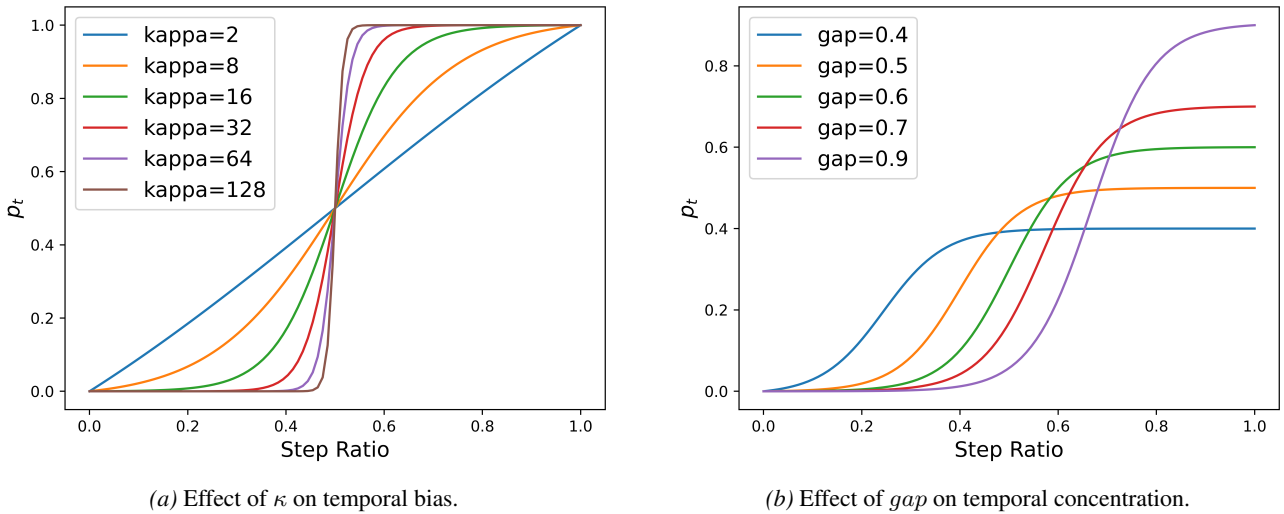 1.0
0.8
0.6
0.4
0.2
0.0
p_t
kappa=2
kappa=8
kappa=16
kappa=32
kappa=64
kappa=128
0.0 0.2 0.4 0.6 0.8 1.0
Step Ratio
(a) Effect of κ on temporal bias.
0.8
0.6
0.4
0.2
0.0
p_t
gap=0.4
gap=0.5
gap=0.6
gap=0.7
gap=0.9
0.0 0.2 0.4 0.6 0.8 1.0
Step Ratio
(b) Effect of gap on temporal concentration.